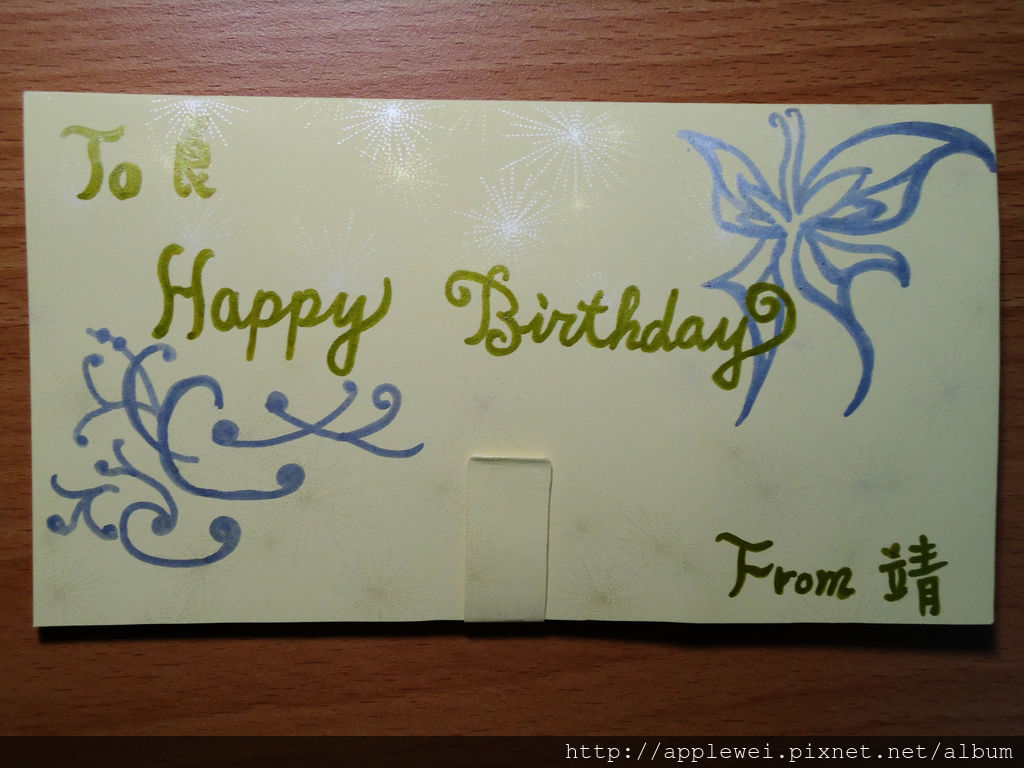 To k
Happy Birthday
From 靖
http://applewei.pixnet.net/album